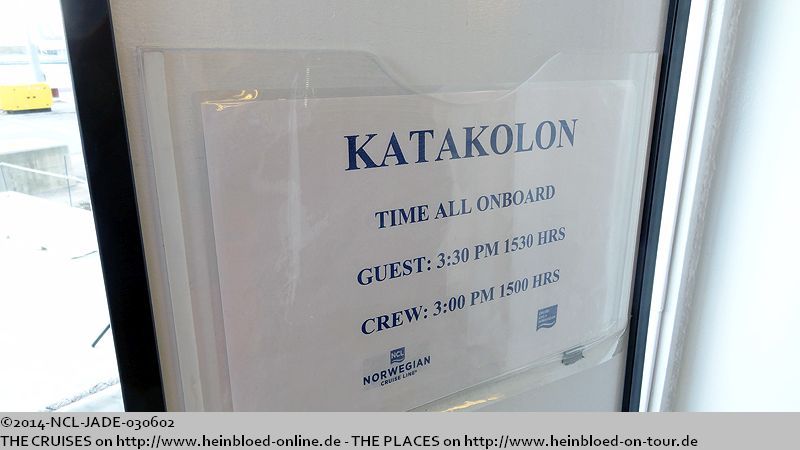 KATAKOLON
TIME ALL ONBOARD
GUEST: 3:30 PM 1530 HRS
CREW: 3:00 PM 1500 HRS
NCL
NORWEGIAN
CRUISE LINE®
©2014-NCL-JADE-030602
THE CRUISES on http://www.heinbloed-online.de - THE PLACES on http://www.heinbloed-on-tour.de